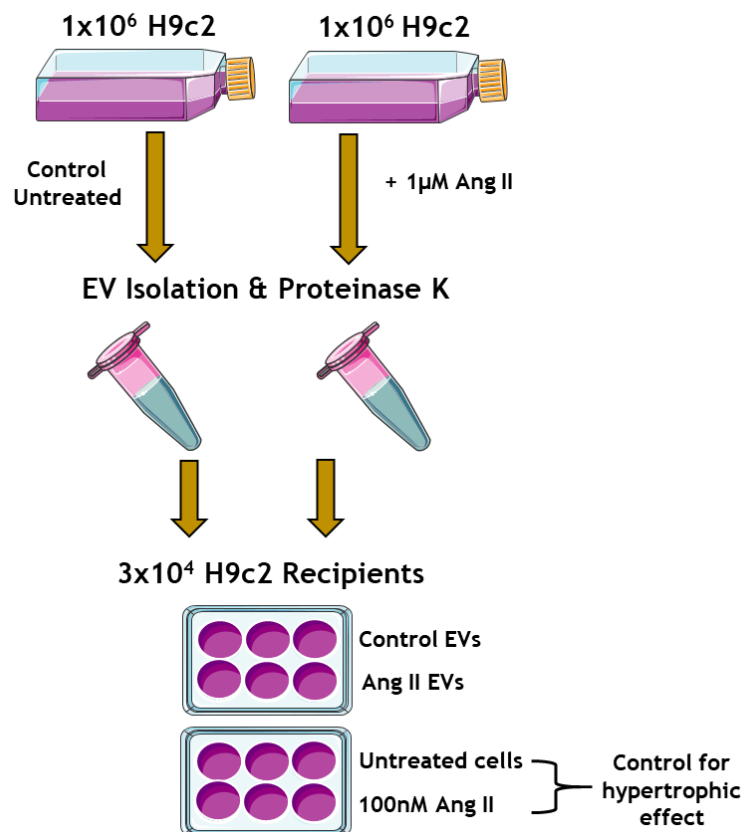 1x10⁶ H9c2
1x10⁶ H9c2
Control
Untreated
+ 1µM Ang II
EV Isolation & Proteinase K
3x10⁴ H9c2 Recipients
Control EVs
Ang II EVs
Untreated cells
100nM Ang II
Control for
hypertrophic
effect